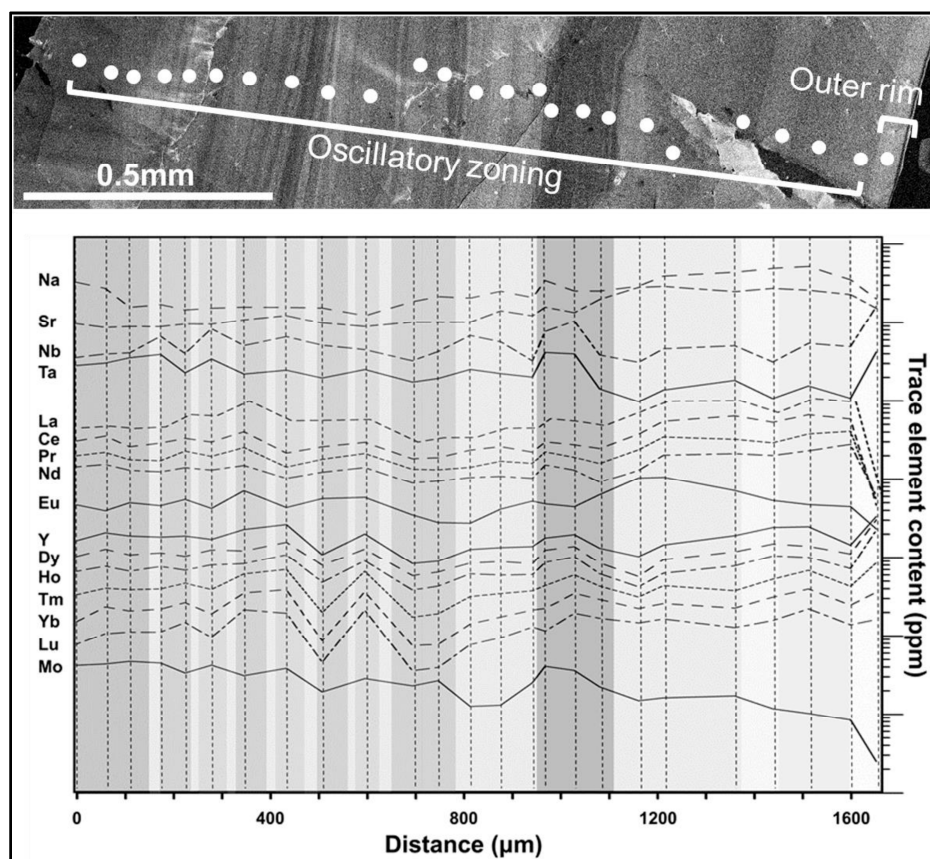 Outer rim
Oscillatory zoning
0.5mm
Na
Sr
Nb
Ta
La
Ce
Pr
Nd
Eu
Y
Dy
Ho
Tm
Yb
Lu
Mo
Trace element content (ppm)
0 400 800 1200 1600
Distance (µm)